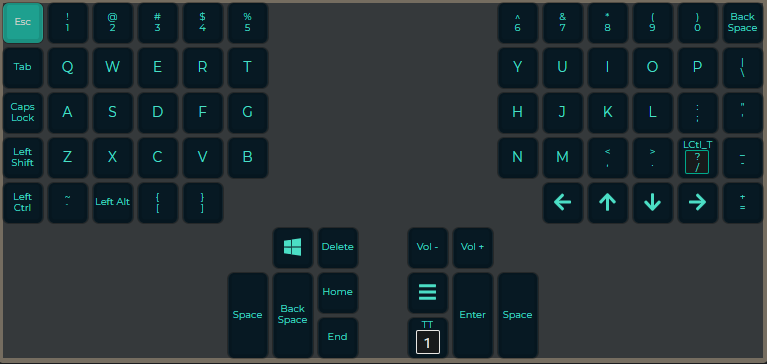 Esc ! @ # $ % ^ & * ( ) Back
1 2 3 4 5 6 7 8 9 0 Space
Tab Q W E R T Y U I O P |
\
Caps A S D F G H J K L : "
Lock ; '
Left Z X C V B N M < > LCtl_T _
Shift , . ? -
/
Left ~ Left Alt { } +
Ctrl ` [ ] =
Delete Vol - Vol +
Home
Space Back Enter Space
Space
End TT
1